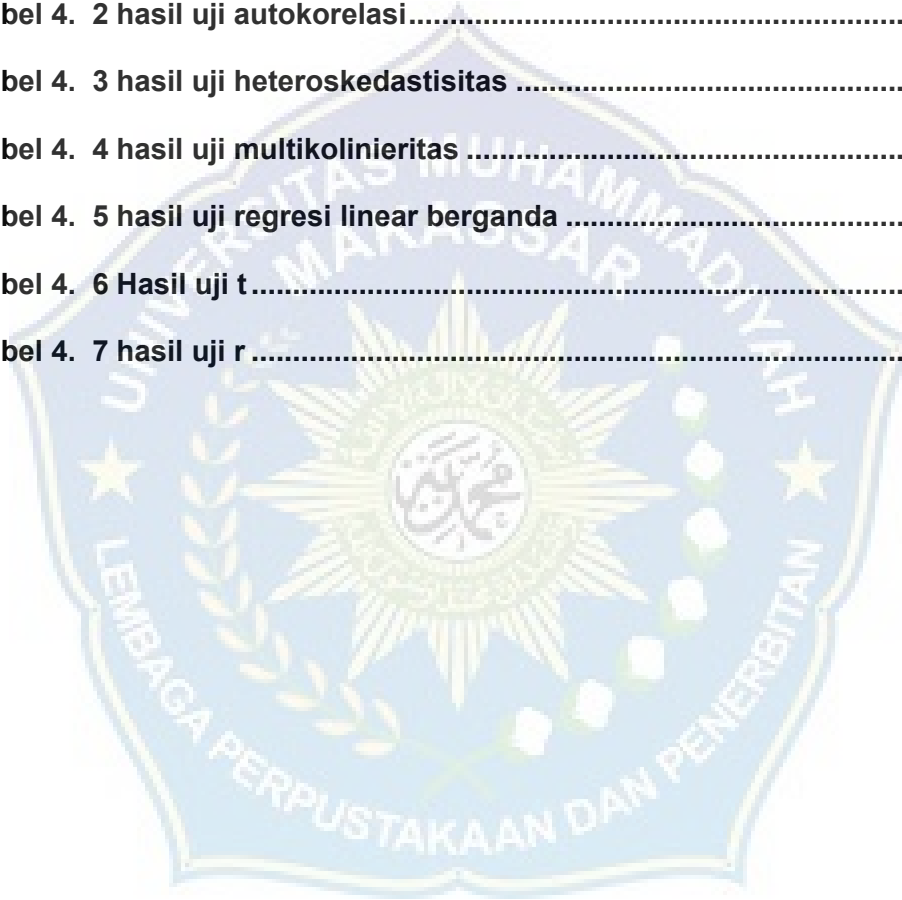 bel 4. 2 hasil uji autokorelasi....................................................
bel 4. 3 hasil uji heteroskedastisitas ............................................
bel 4. 4 hasil uji multikolinieritas ..................................................
bel 4. 5 hasil uji regresi linear berganda .......................................
bel 4. 6 Hasil uji t...........................................................................
bel 4. 7 hasil uji r ..........................................................................
UNIVERSITAS MUHAMMADIYAH
MAKASSAR
محمدية
LEMBAGA PERPUSTAKAAN DAN PENERBITAN